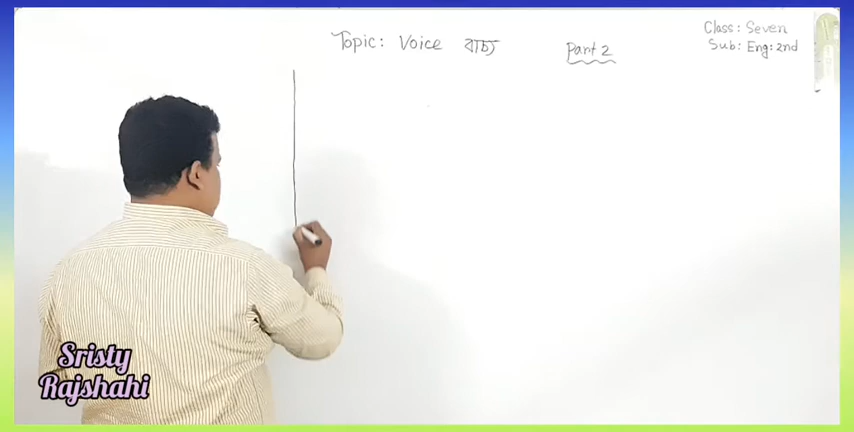 Topic: Voice বাচ্য
Part 2
Class: Seven
Sub: Eng: 2nd
Sristy
Rajshahi